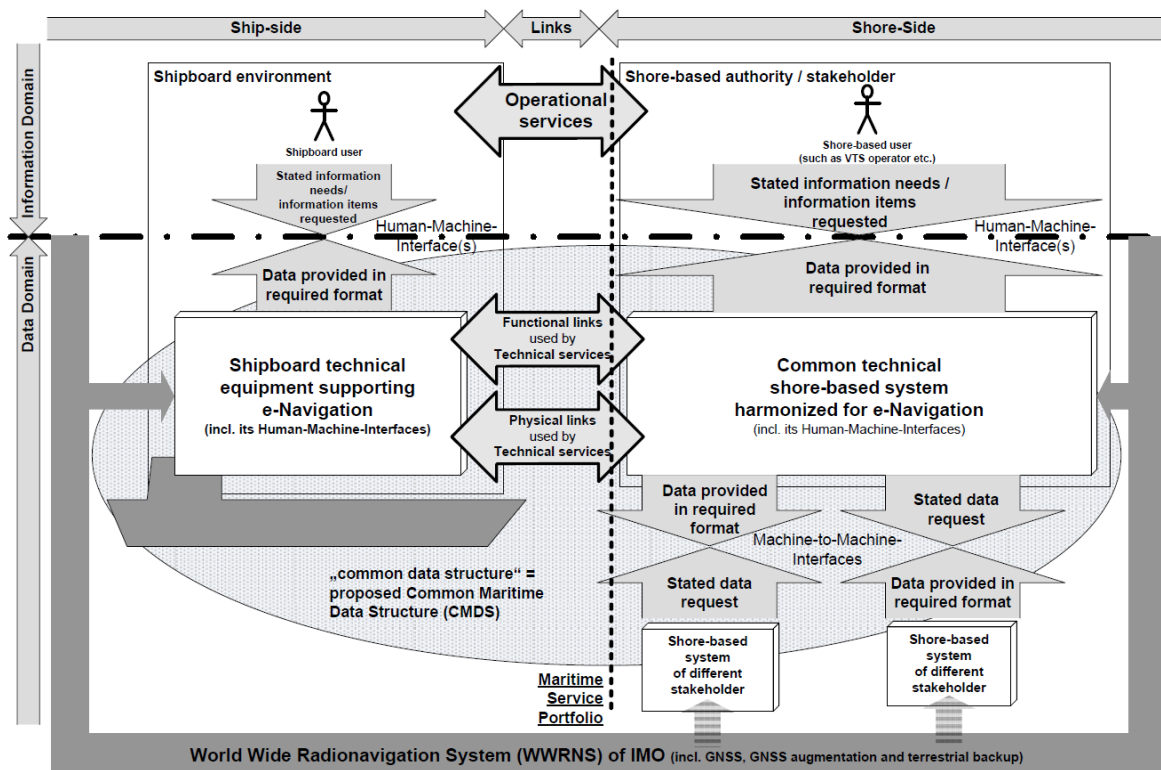 Ship-side
Links
Shore-Side
Information Domain
Data Domain
Shipboard environment
Shipboard user
Stated information
needs/
information items
requested
Human-Machine-
Interface(s)
Data provided in
required format
Shipboard technical
equipment supporting
e-Navigation
(incl. its Human-Machine-Interfaces)
Operational
services
Functional links
used by
Technical services
Physical links
used by
Technical services
Shore-based authority / stakeholder
Shore-based user
(such as VTS operator etc.)
Stated information needs /
information items
requested
Human-Machine-
Interface(s)
Data provided in
required format
Common technical
shore-based system
harmonized for e-Navigation
(incl. its Human-Machine-Interfaces)
Data provided
in required
format
Stated data
request
Machine-to-Machine-
Interfaces
Stated data
request
Data provided in
required format
Shore-based
system
of different
stakeholder
Shore-based
system
of different
stakeholder
„common data structure“ =
proposed Common Maritime
Data Structure (CMDS)
Maritime
Service
Portfolio
World Wide Radionavigation System (WWRNS) of IMO (incl. GNSS, GNSS augmentation and terrestrial backup)